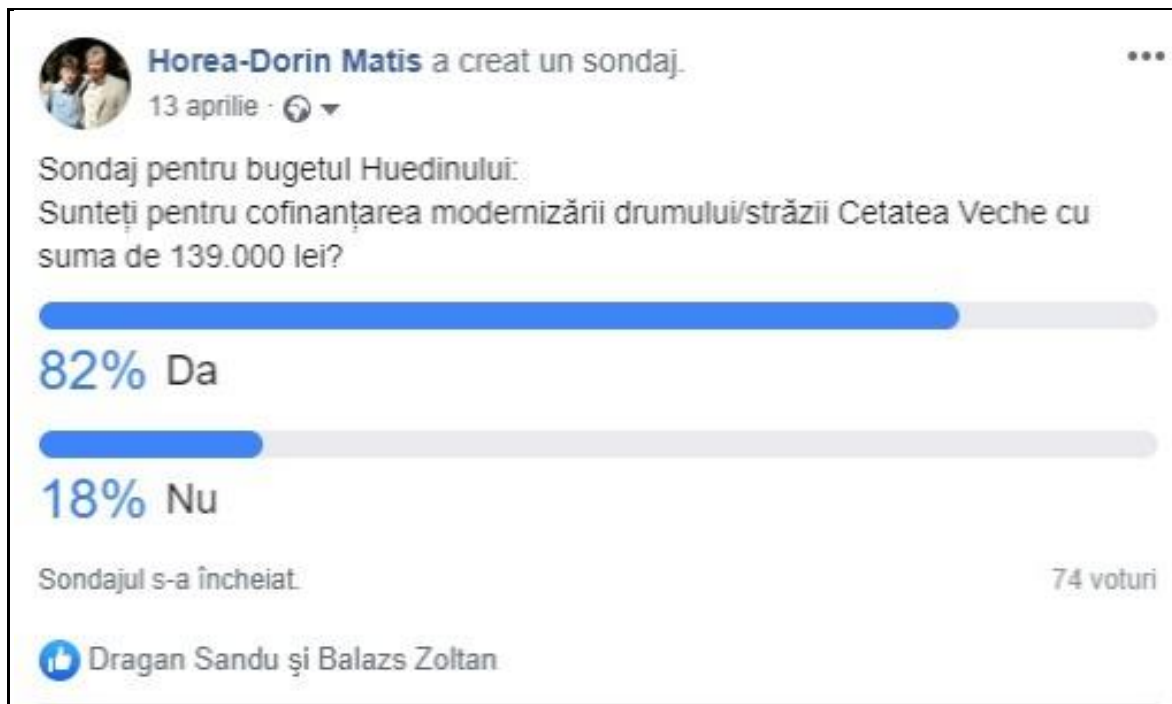 Horea-Dorin Matis a creat un sondaj.
13 aprilie ·
Sondaj pentru bugetul Huedinului:
Sunteți pentru cofinanțarea modernizării drumului/străzii Cetatea Veche cu
suma de 139.000 lei?
82% Da
18% Nu
Sondajul s-a încheiat.
74 voturi
Dragan Sandu și Balazs Zoltan